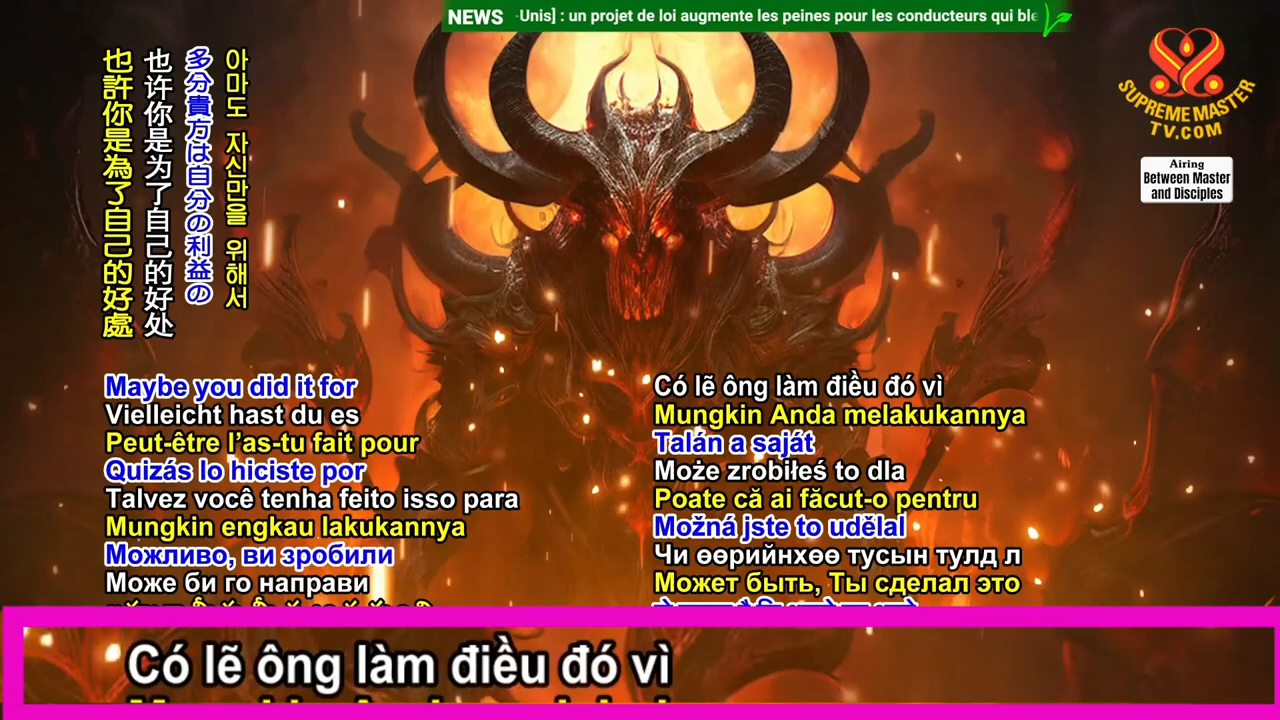 NEWS -Unis] : un projet de loi augmente les peines pour les conducteurs qui
SUPREME MASTER
TV.COM
Airing
Between Master
and Disciples
也許你是為了自己的好處
也许你是为了自己的好处
多分貴方は自分の利益の
아마도 자신만을 위해서
Maybe you did it for
Vielleicht hast du es
Peut-être l’as-tu fait pour
Quizás lo hiciste por
Talvez você tenha feito isso para
Mungkin engkau lakukannya
Можливо, ви зробили
Може би го направи
Có lẽ ông làm điều đó vì
Mungkin Anda melakukannya
Talán a saját
Może zrobiłeś to dla
Poate că ai făcut-o pentru
Možná jste to udělal
Чи өөрийнхөө тусын тулд л
Может быть, Ты сделал это
Có lẽ ông làm điều đó vì